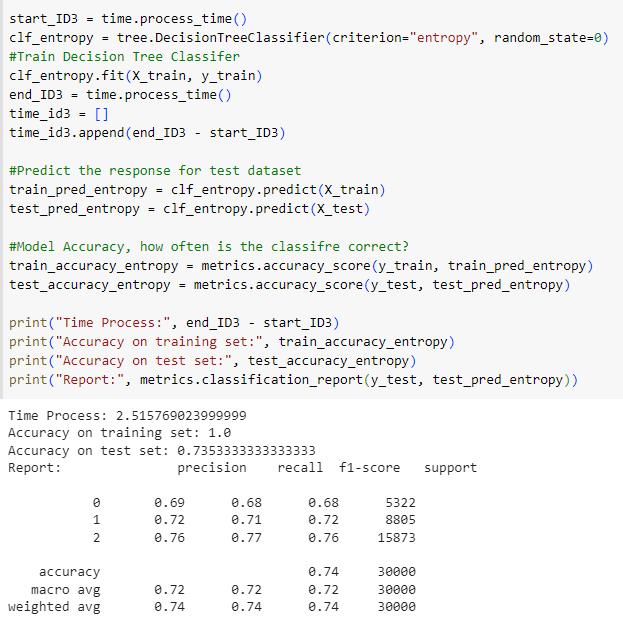 start_ID3 = time.process_time()
clf_entropy = tree.DecisionTreeClassifier(criterion="entropy", random_state=0)
#Train Decision Tree Classifer
clf_entropy.fit(X_train, y_train)
end_ID3 = time.process_time()
time_id3 = []
time_id3.append(end_ID3 - start_ID3)

#Predict the response for test dataset
train_pred_entropy = clf_entropy.predict(X_train)
test_pred_entropy = clf_entropy.predict(X_test)

#Model Accuracy, how often is the classifre correct?
train_accuracy_entropy = metrics.accuracy_score(y_train, train_pred_entropy)
test_accuracy_entropy = metrics.accuracy_score(y_test, test_pred_entropy)

print("Time Process:", end_ID3 - start_ID3)
print("Accuracy on training set:", train_accuracy_entropy)
print("Accuracy on test set:", test_accuracy_entropy)
print("Report:", metrics.classification_report(y_test, test_pred_entropy))
Time Process: 2.515769023999999
Accuracy on training set: 1.0
Accuracy on test set: 0.7353333333333333
Report:               precision    recall  f1-score   support

           0       0.69      0.68      0.68      5322
           1       0.72      0.71      0.72      8805
           2       0.76      0.77      0.76     15873

    accuracy                           0.74     30000
   macro avg       0.72      0.72      0.72     30000
weighted avg       0.74      0.74      0.74     30000